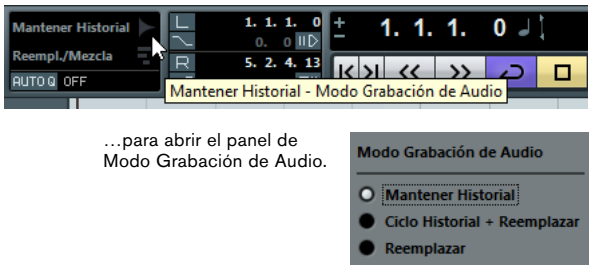 Mantener Historial
Reempl./Mezcla
AUTO Q OFF
L 1. 1. 1. 0
0. 0
R 5. 2. 4. 13
1. 1. 1. 0
Mantener Historial - Modo Grabación de Audio
…para abrir el panel de
Modo Grabación de Audio.
Modo Grabación de Audio
Mantener Historial
Ciclo Historial + Reemplazar
Reemplazar